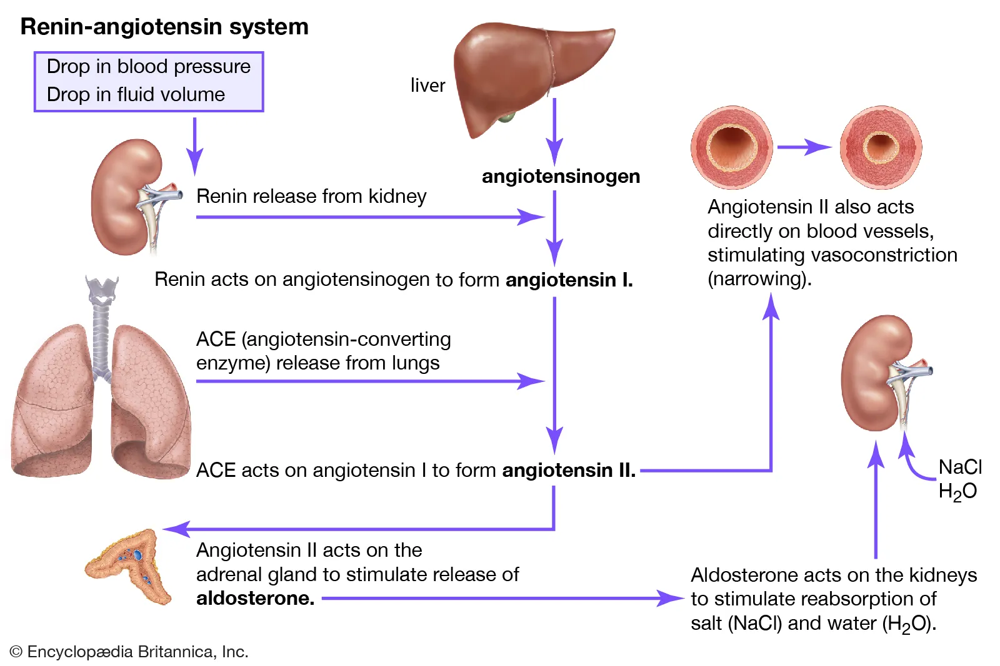 Renin-angiotensin system
Drop in blood pressure
Drop in fluid volume
liver
angiotensinogen
Renin release from kidney
Renin acts on angiotensinogen to form angiotensin I.
ACE (angiotensin-converting
enzyme) release from lungs
ACE acts on angiotensin I to form angiotensin II.
Angiotensin II also acts
directly on blood vessels,
stimulating vasoconstriction
(narrowing).
NaCl
H₂O
Angiotensin II acts on the
adrenal gland to stimulate release of
aldosterone.
Aldosterone acts on the kidneys
to stimulate reabsorption of
salt (NaCl) and water (H₂O).
© Encyclopædia Britannica, Inc.